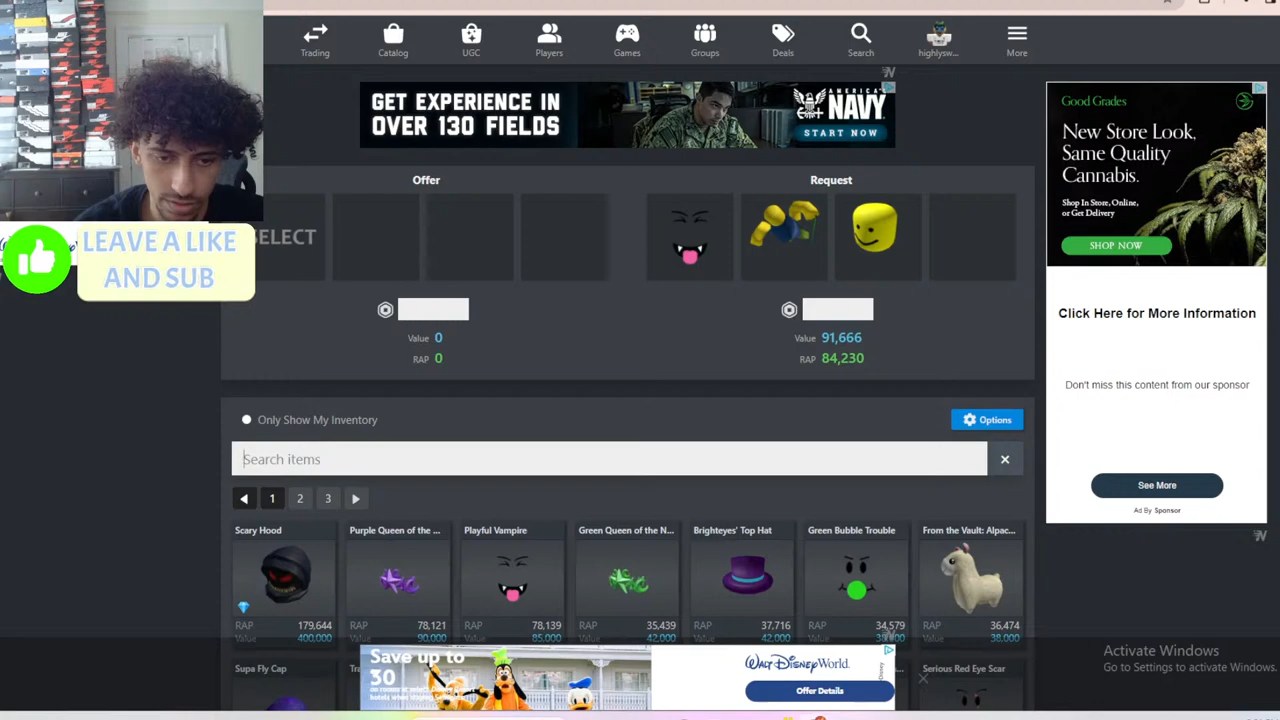 Trading
Catalog
UGC
Players
Games
Groups
Deals
Search
highlysw...
More
GET EXPERIENCE IN
OVER 130 FIELDS
AMERICA'S
NAVY
START NOW
Good Grades
New Store Look,
Same Quality
Cannabis.
Shop In Store, Online,
or Get Delivery
SHOP NOW
Click Here for More Information
Don't miss this content from our sponsor
See More
Ad By Sponsor
LEAVE A LIKE
AND SUB
Offer
Request
SELECT
Value 0
RAP 0
Value 91,666
RAP 84,230
Only Show My Inventory
Options
Search items
1 2 3
Scary Hood
RAP 179,644
Value 400,000
Purple Queen of the ...
RAP 78,121
Value 90,000
Playful Vampire
RAP 78,139
Value 85,000
Green Queen of the N...
RAP 35,439
Value 42,000
Brighteyes' Top Hat
RAP 37,716
Value 42,000
Green Bubble Trouble
RAP 34,579
Value
From the Vault: Alpac...
RAP 36,474
Value 38,000
Supa Fly Cap
Serious Red Eye Scar
Save up to
30
WALT DISNEY WORLD.
Offer Details
Activate Windows
Go to Settings to activate Windows.